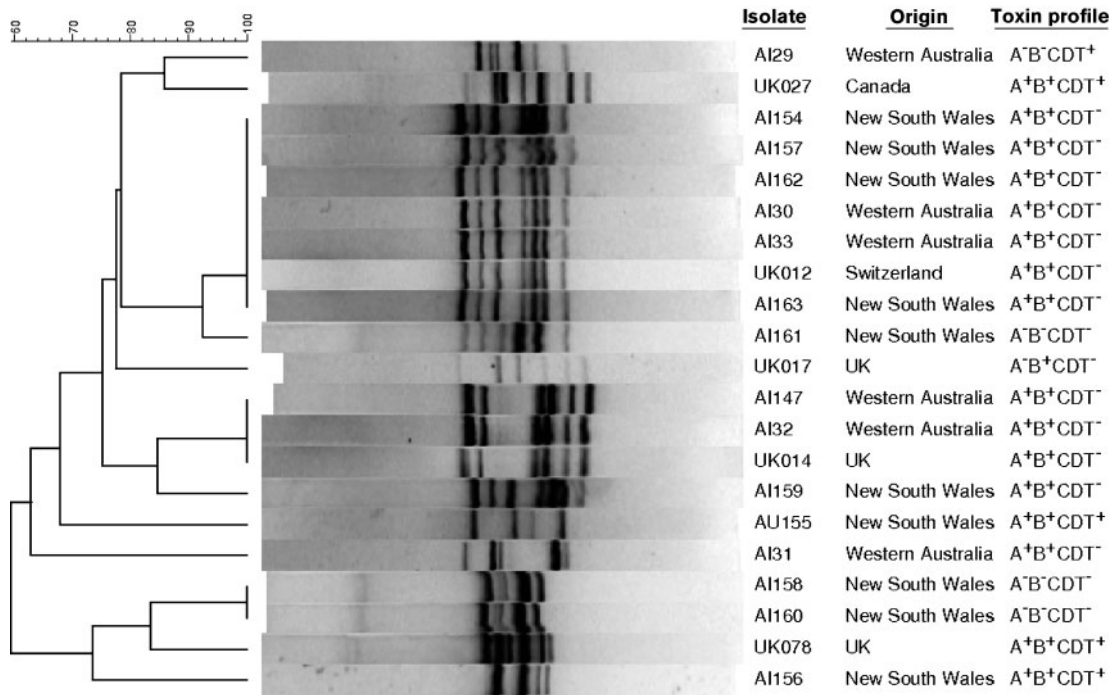 -60 -70 -80 -90 -100
Isolate Origin Toxin profile
AI29 Western Australia A⁻B⁻CDT⁺
UK027 Canada A⁺B⁺CDT⁺
AI154 New South Wales A⁺B⁺CDT⁻
AI157 New South Wales A⁺B⁺CDT⁻
AI162 New South Wales A⁺B⁺CDT⁻
AI30 Western Australia A⁺B⁺CDT⁻
AI33 Western Australia A⁺B⁺CDT⁻
UK012 Switzerland A⁺B⁺CDT⁻
AI163 New South Wales A⁺B⁺CDT⁻
AI161 New South Wales A⁻B⁻CDT⁻
UK017 UK A⁻B⁺CDT⁻
AI147 Western Australia A⁺B⁺CDT⁻
AI32 Western Australia A⁺B⁺CDT⁻
UK014 UK A⁺B⁺CDT⁻
AI159 New South Wales A⁺B⁺CDT⁻
AU155 New South Wales A⁺B⁺CDT⁺
AI31 Western Australia A⁺B⁺CDT⁻
AI158 New South Wales A⁻B⁻CDT⁻
AI160 New South Wales A⁻B⁻CDT⁻
UK078 UK A⁺B⁺CDT⁺
AI156 New South Wales A⁺B⁺CDT⁺